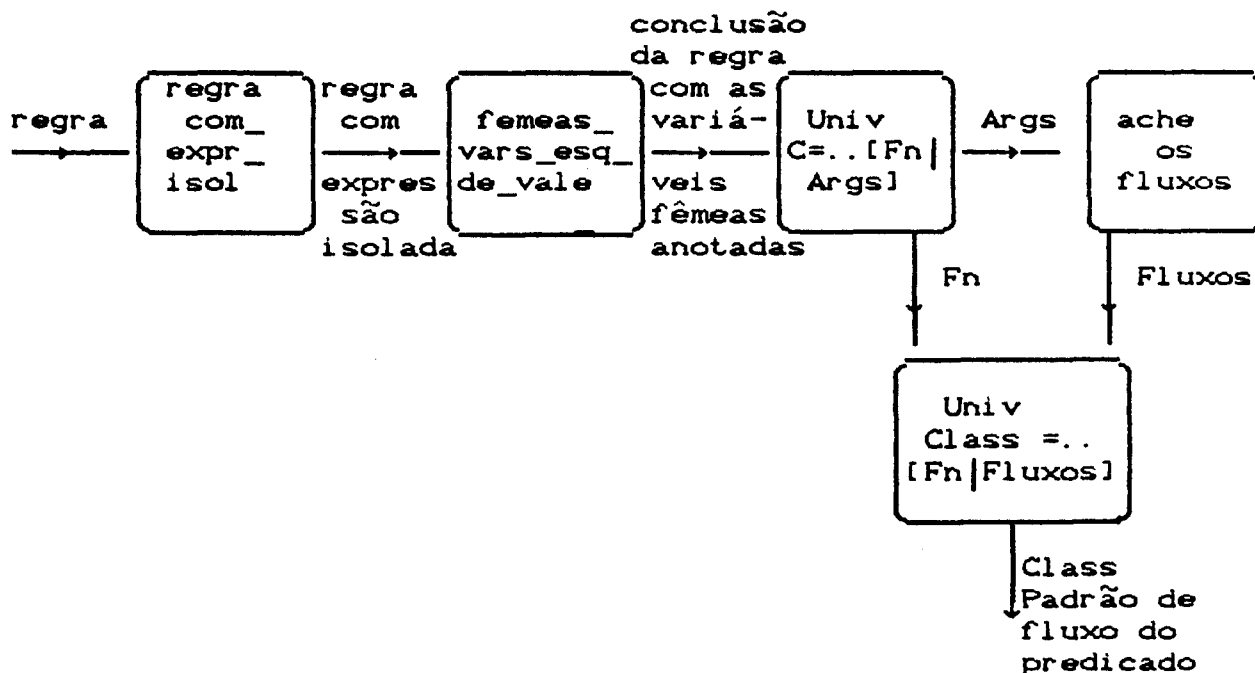 regra
regra
com_
expr_
isol
regra
com
expres
são
isolada
femeas_
vars_esq_
de_vale
conclusão
da regra
com as
variá-
veis
fêmeas
anotadas
Univ
C=..[Fn|
Args]
Args
ache
os
fluxos
Fn
Fluxos
Univ
Class =..
[Fn|Fluxos]
Class
Padrão de
fluxo do
predicado